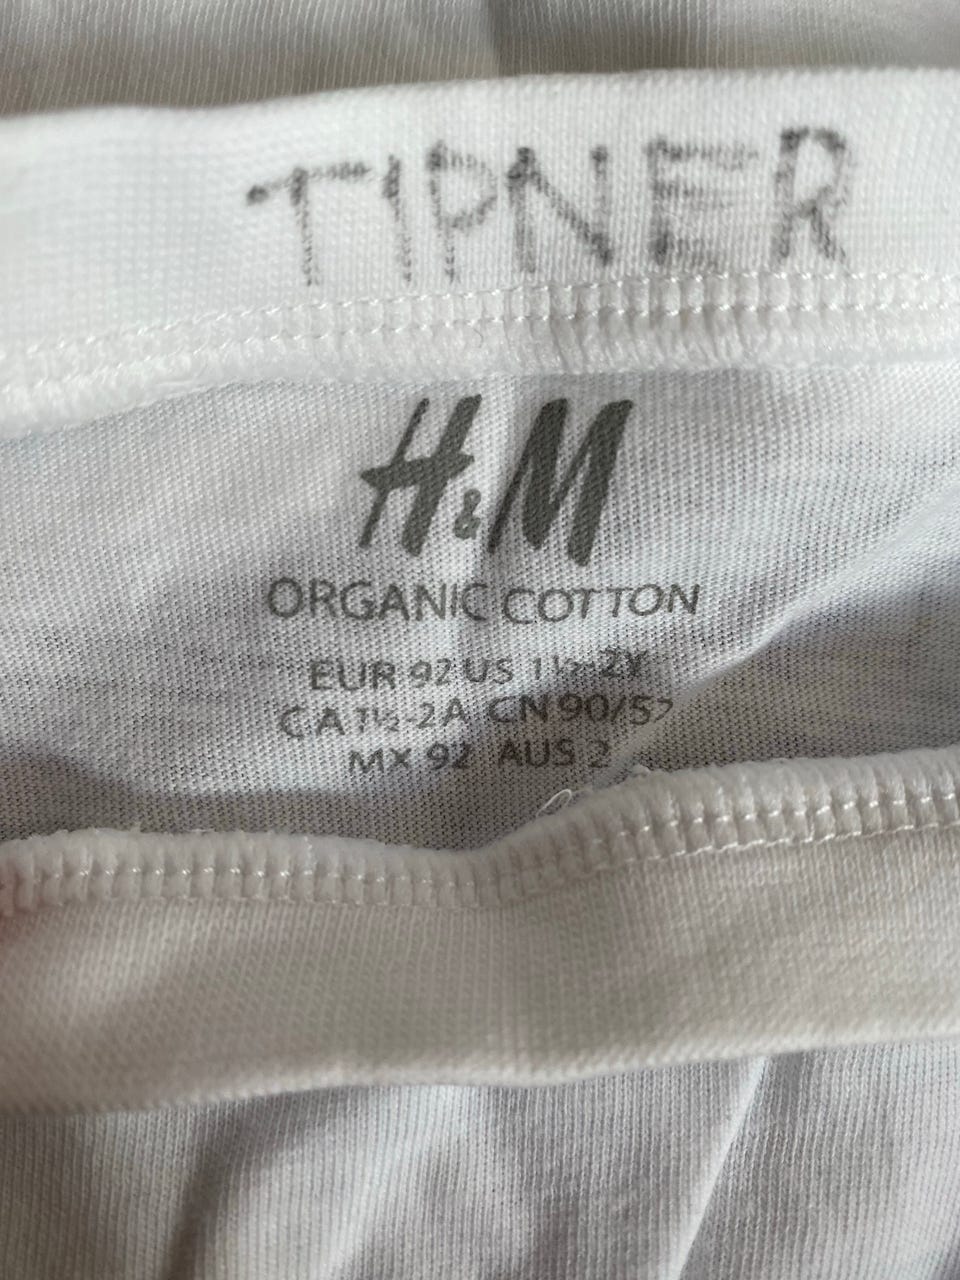 TIPNER
H&M
ORGANIC COTTON
EUR 92 US 1½-2Y
CA 1½-2A CN 90/52
MX 92 AUS 2